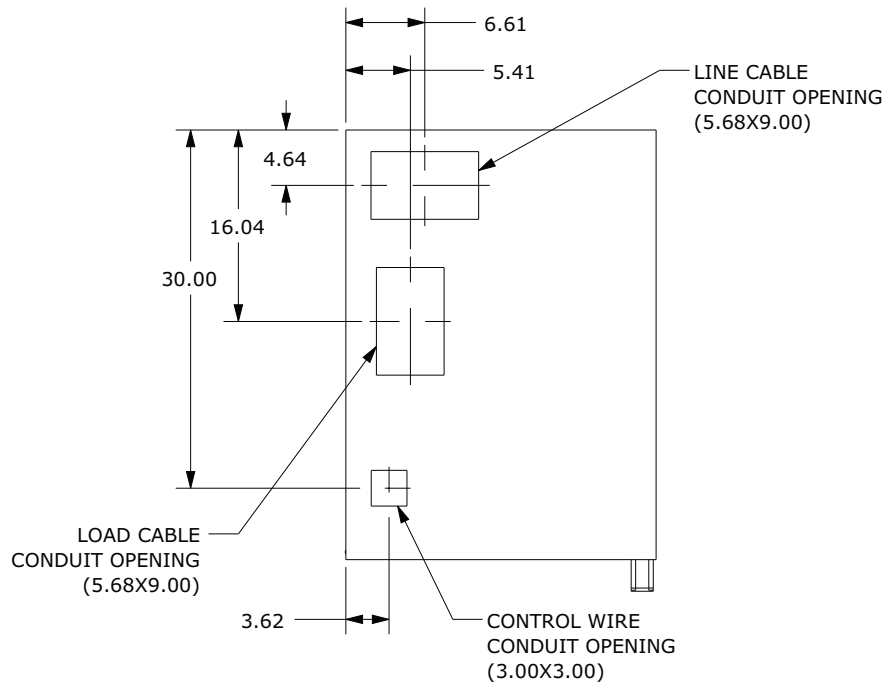 6.61
5.41
LINE CABLE
CONDUIT OPENING
(5.68X9.00)
4.64
16.04
30.00
LOAD CABLE
CONDUIT OPENING
(5.68X9.00)
3.62
CONTROL WIRE
CONDUIT OPENING
(3.00X3.00)